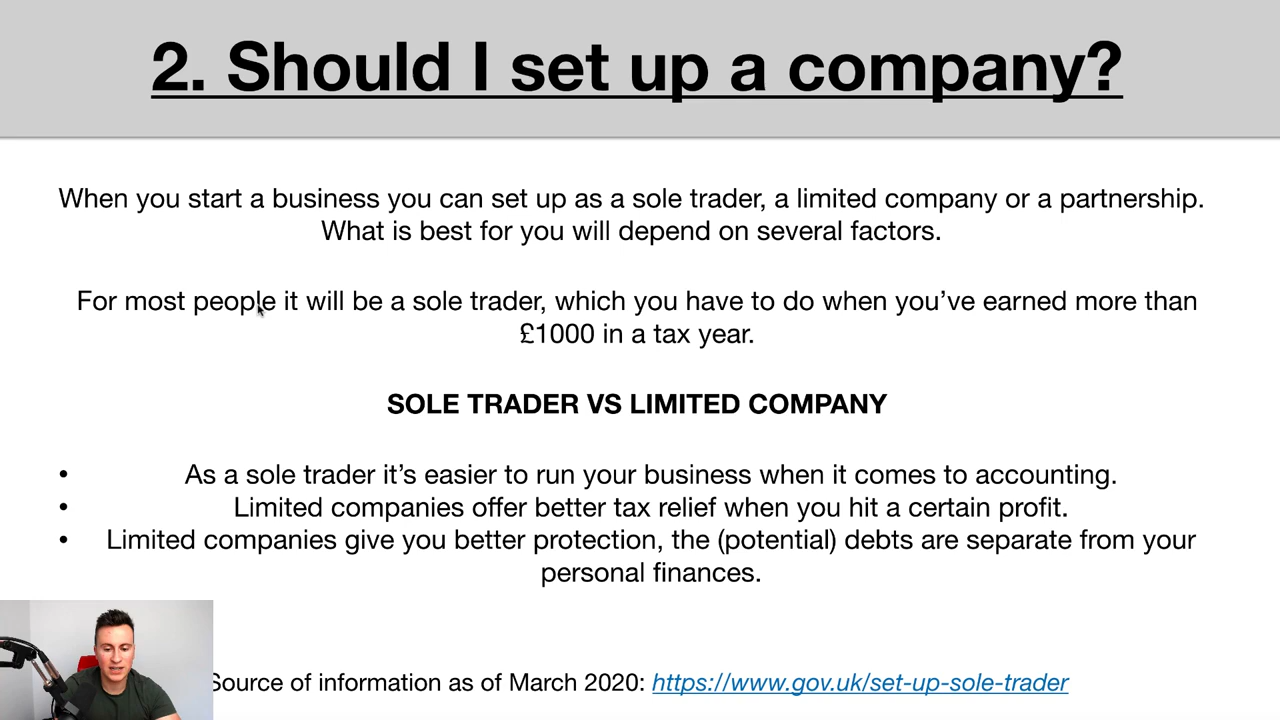 2. Should I set up a company?
When you start a business you can set up as a sole trader, a limited company or a partnership.
What is best for you will depend on several factors.
For most people it will be a sole trader, which you have to do when you’ve earned more than
£1000 in a tax year.
SOLE TRADER VS LIMITED COMPANY
• As a sole trader it’s easier to run your business when it comes to accounting.
• Limited companies offer better tax relief when you hit a certain profit.
• Limited companies give you better protection, the (potential) debts are separate from your
personal finances.
Source of information as of March 2020: https://www.gov.uk/set-up-sole-trader